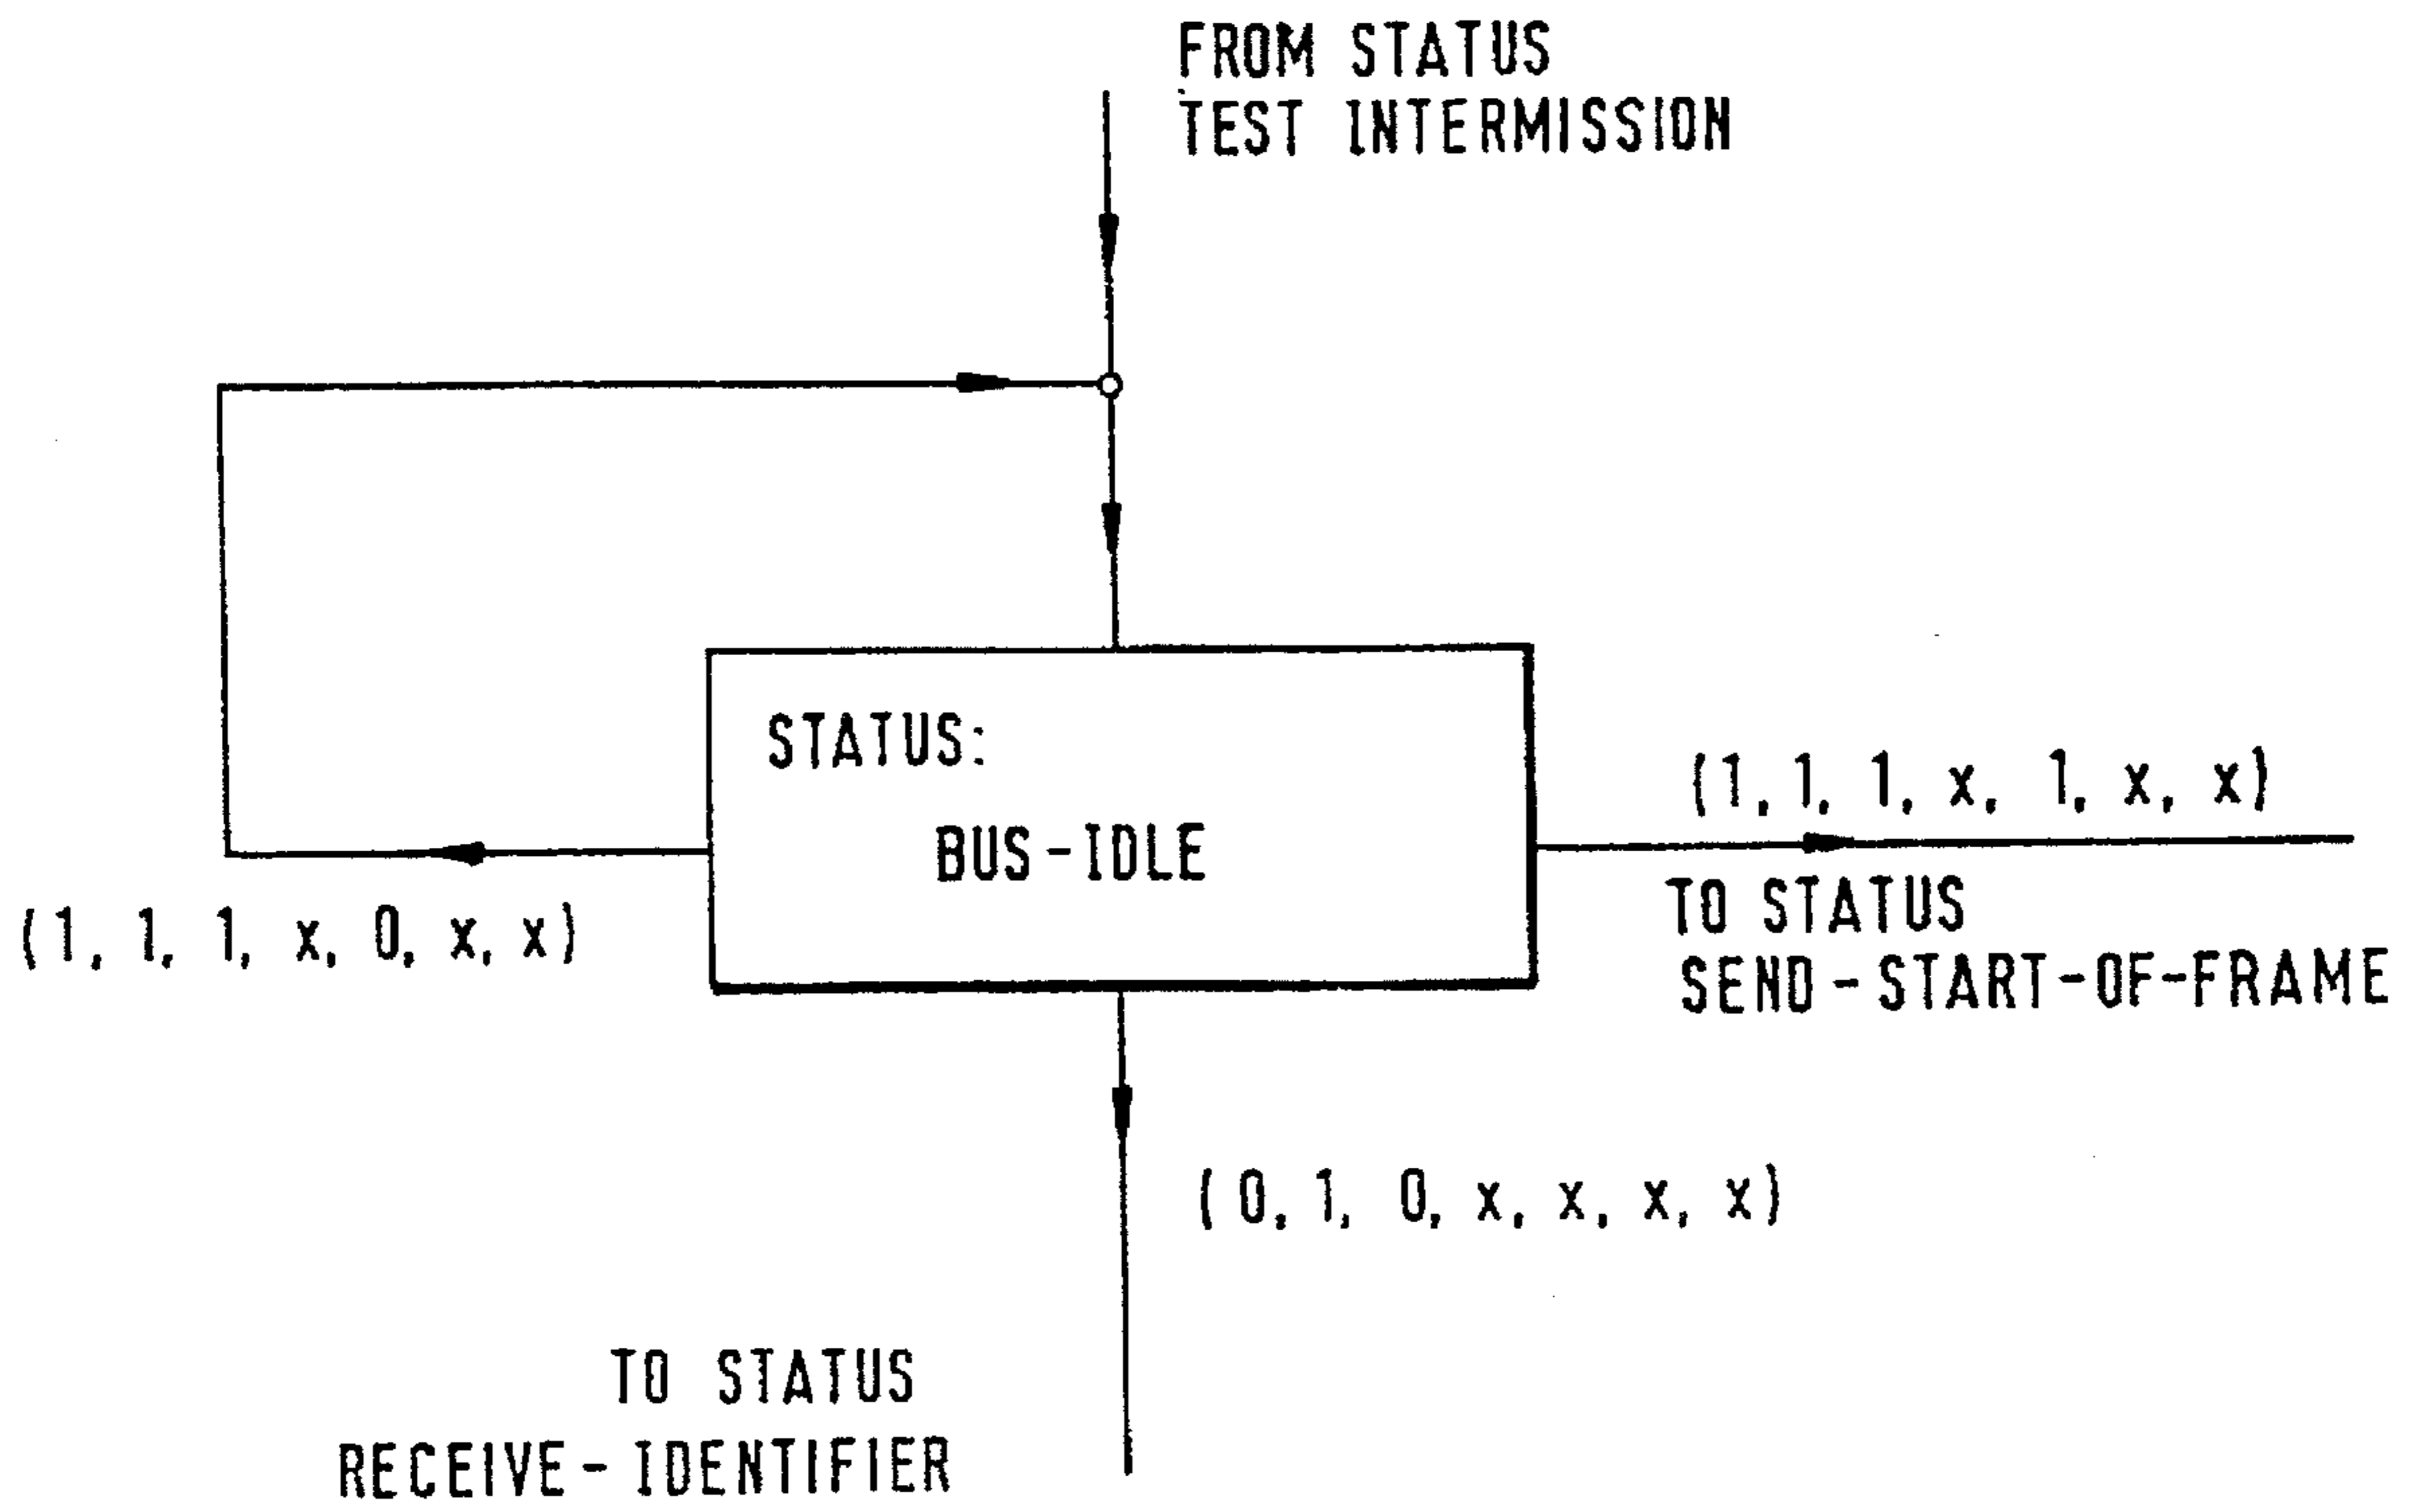 FROM STATUS
TEST INTERMISSION
STATUS:
BUS-IDLE
(1, 1, 1, x, 1, x, x)
TO STATUS
SEND-START-OF-FRAME
(1, 1, 1, x, 0, x, x)
(0, 1, 0, x, x, x, x)
TO STATUS
RECEIVE-IDENTIFIER